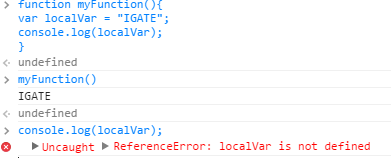 > function myFunction(){
var localVar = "IGATE";
console.log(localVar);
}
undefined
> myFunction()
IGATE
undefined
> console.log(localVar);
Uncaught ReferenceError: localVar is not defined